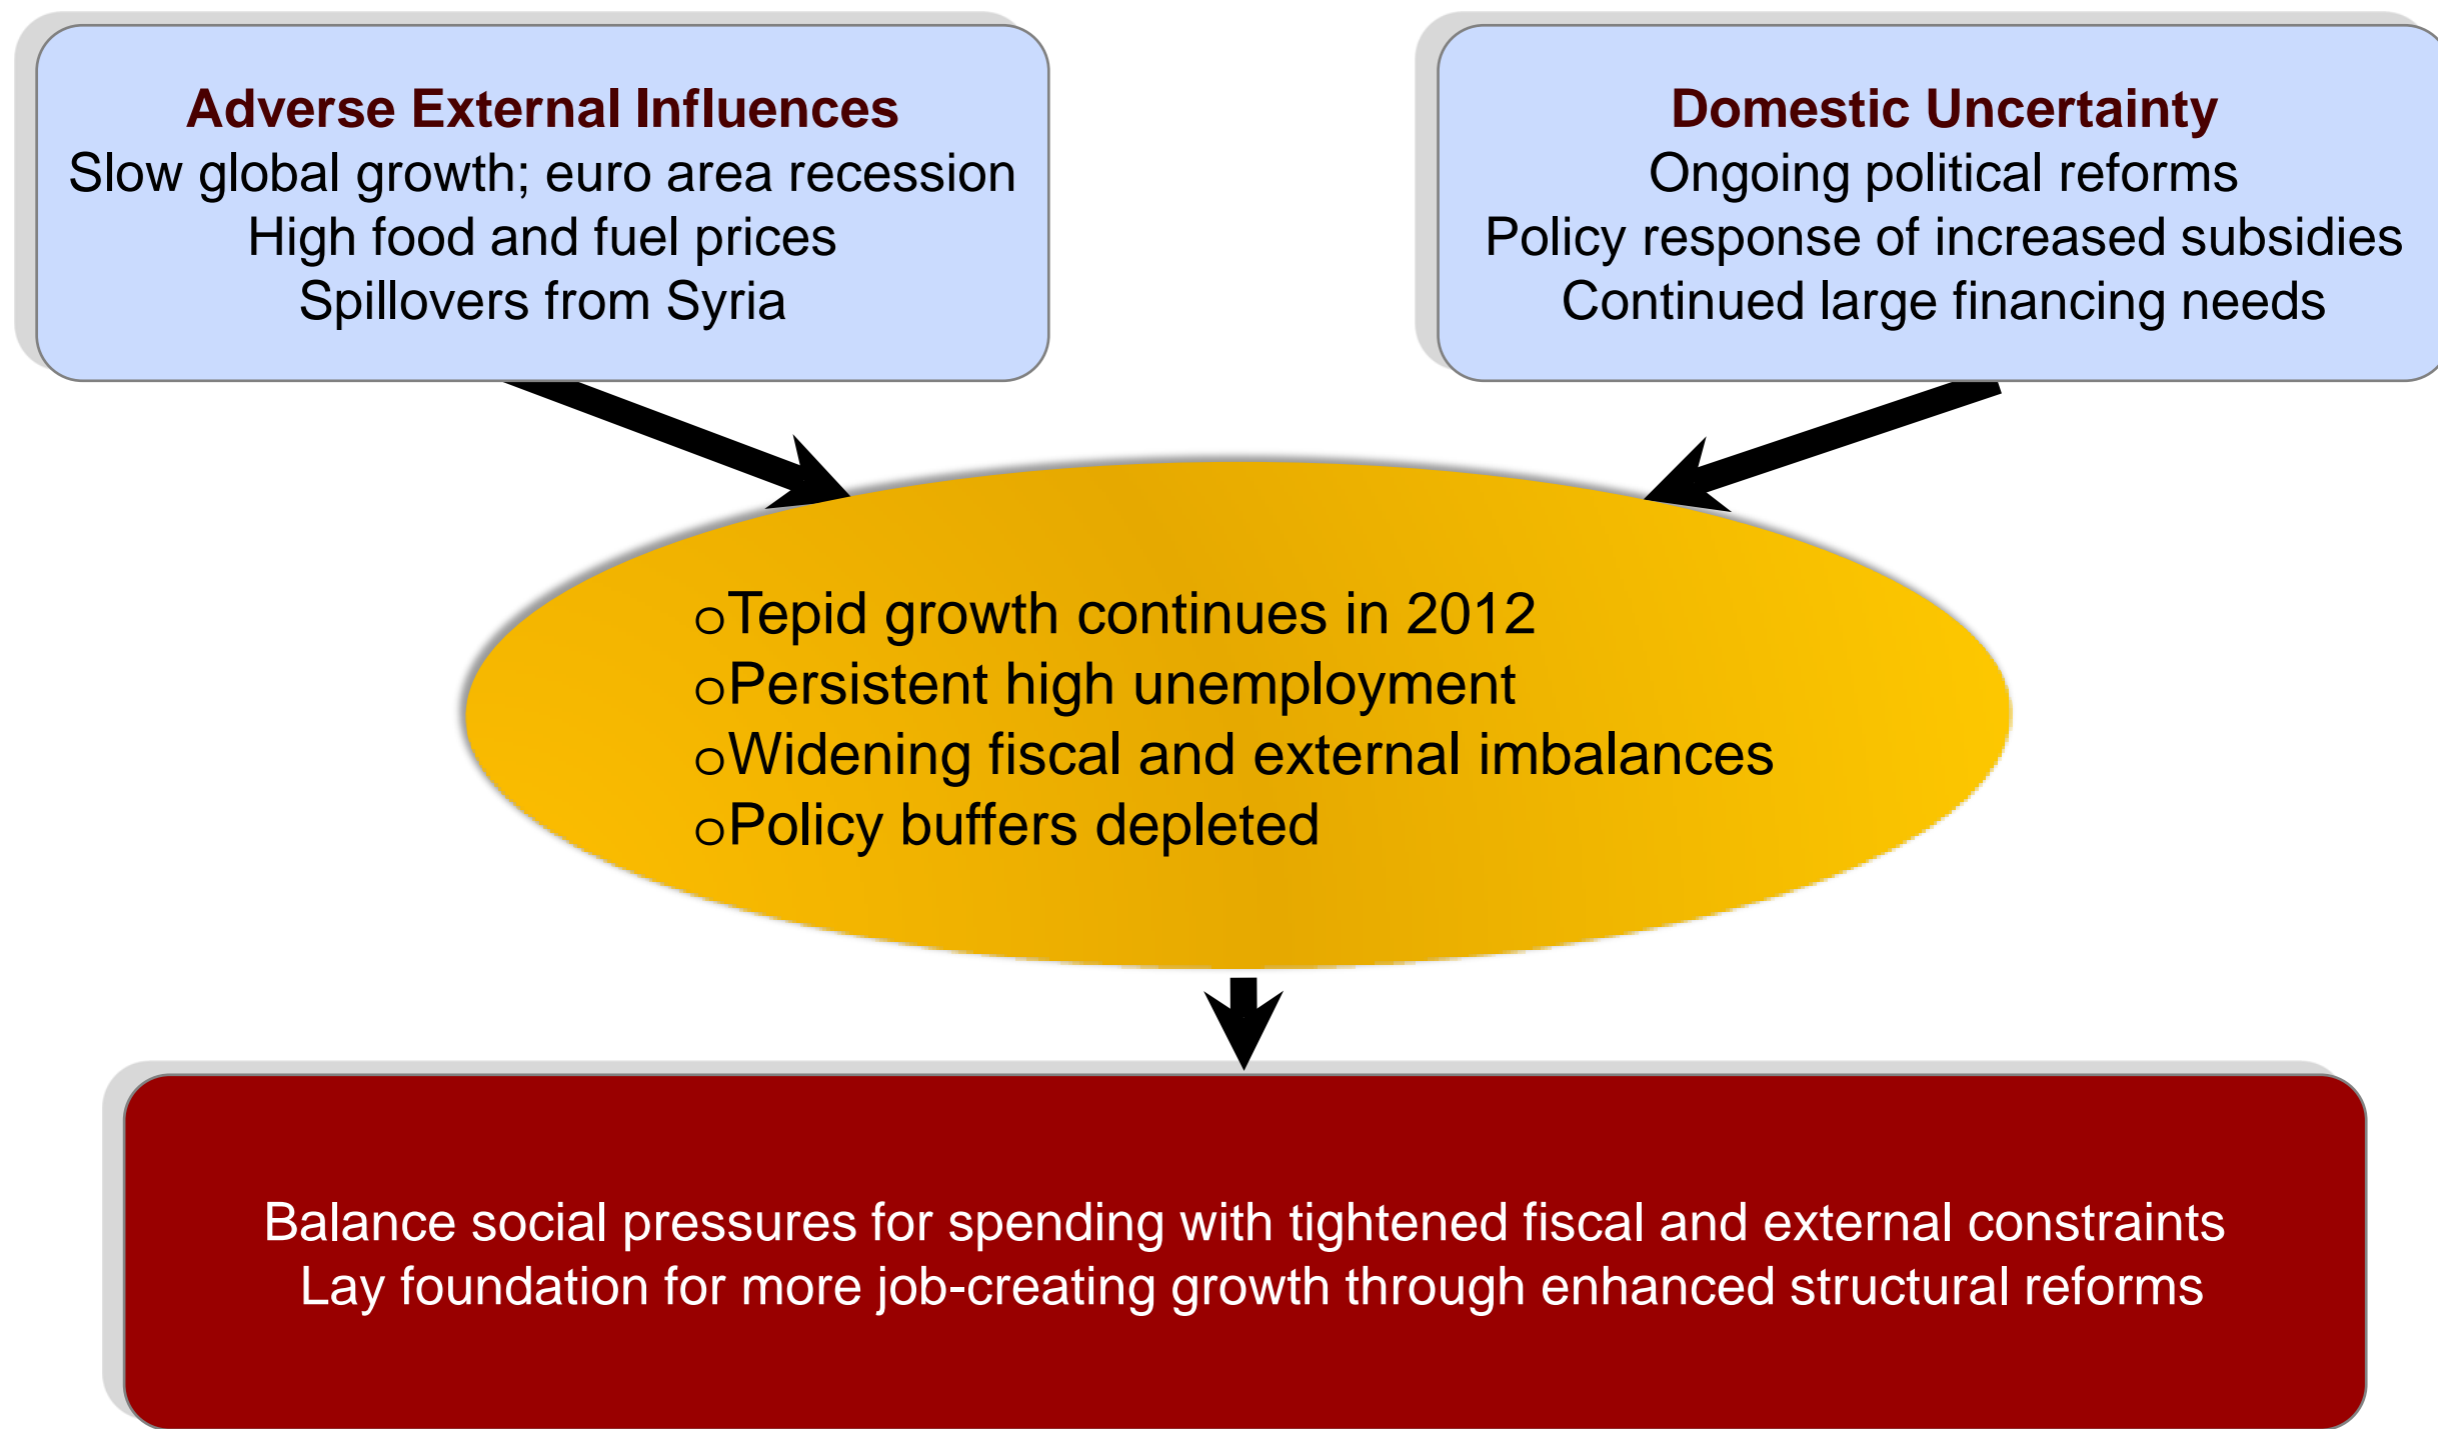 Adverse External Influences
Slow global growth; euro area recession
High food and fuel prices
Spillovers from Syria
Domestic Uncertainty
Ongoing political reforms
Policy response of increased subsidies
Continued large financing needs
oTepid growth continues in 2012
oPersistent high unemployment
oWidening fiscal and external imbalances
oPolicy buffers depleted
Balance social pressures for spending with tightened fiscal and external constraints
Lay foundation for more job-creating growth through enhanced structural reforms